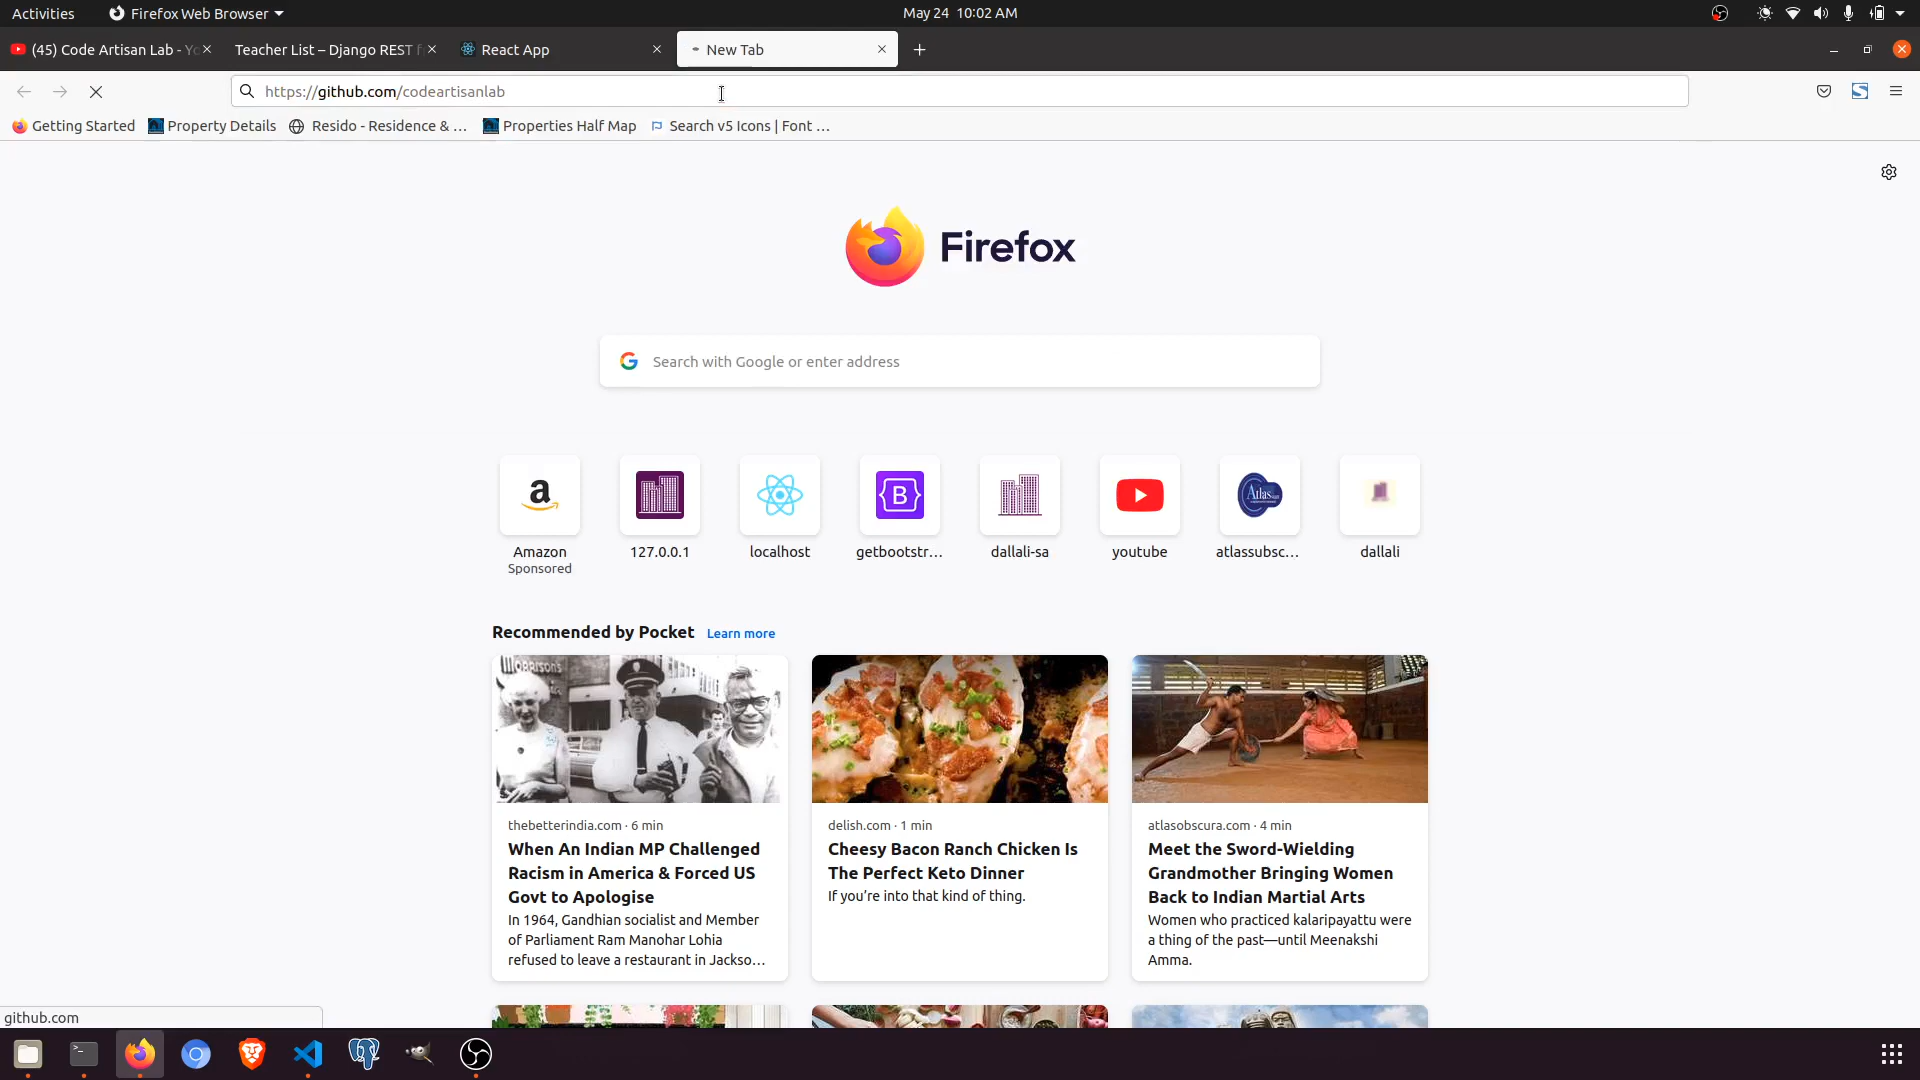 Activities
Firefox Web Browser
May 24 10:02 AM
(45) Code Artisan Lab - Yo
Teacher List – Django REST f
React App
New Tab
https://github.com/codeartisanlab
Getting Started
Property Details
Resido - Residence & ...
Properties Half Map
Search v5 Icons | Font ...
Firefox
Search with Google or enter address
Amazon
Sponsored
127.0.0.1
localhost
getbootstr...
dallali-sa
youtube
atlassubsc...
dallali
Recommended by Pocket
Learn more
thebetterindia.com · 6 min
When An Indian MP Challenged
Racism in America & Forced US
Govt to Apologise
In 1964, Gandhian socialist and Member
of Parliament Ram Manohar Lohia
refused to leave a restaurant in Jackso...
delish.com · 1 min
Cheesy Bacon Ranch Chicken Is
The Perfect Keto Dinner
If you're into that kind of thing.
atlasobscura.com · 4 min
Meet the Sword-Wielding
Grandmother Bringing Women
Back to Indian Martial Arts
Women who practiced kalaripayattu were
a thing of the past—until Meenakshi
Amma.
github.com